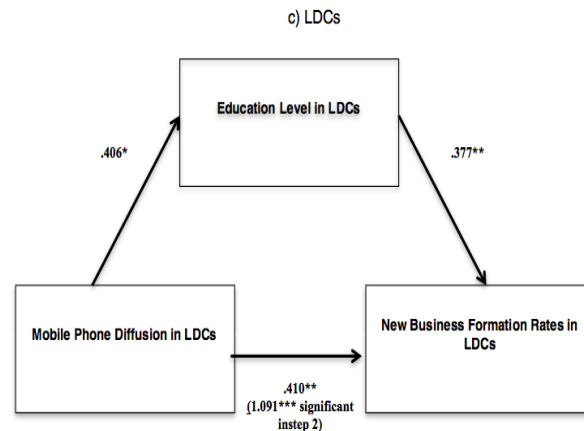 c) LDCs
Education Level in LDCs
.406*
.377**
Mobile Phone Diffusion in LDCs
New Business Formation Rates in
LDCs
.410**
(1.091*** significant
instep 2)